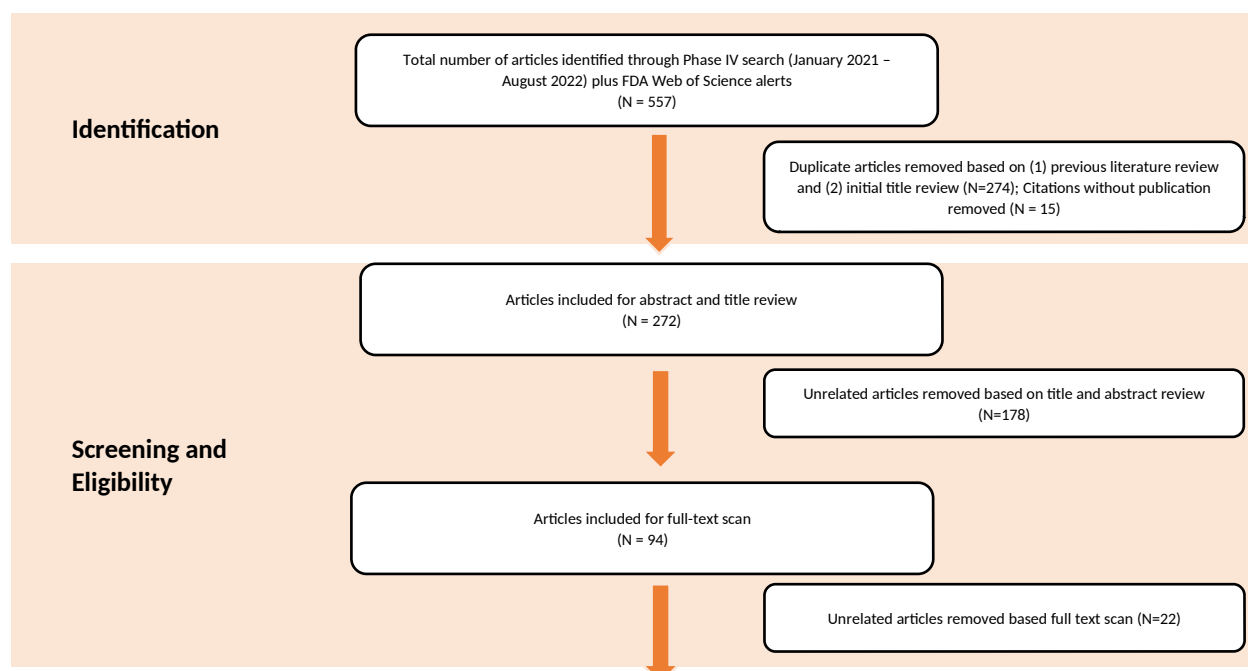 Identification
Total number of articles identified through Phase IV search (January 2021 –
August 2022) plus FDA Web of Science alerts
(N = 557)
Duplicate articles removed based on (1) previous literature review
and (2) initial title review (N=274); Citations without publication
removed (N = 15)
Articles included for abstract and title review
(N = 272)
Unrelated articles removed based on title and abstract review
(N=178)
Screening and
Eligibility
Articles included for full-text scan
(N = 94)
Unrelated articles removed based full text scan (N=22)